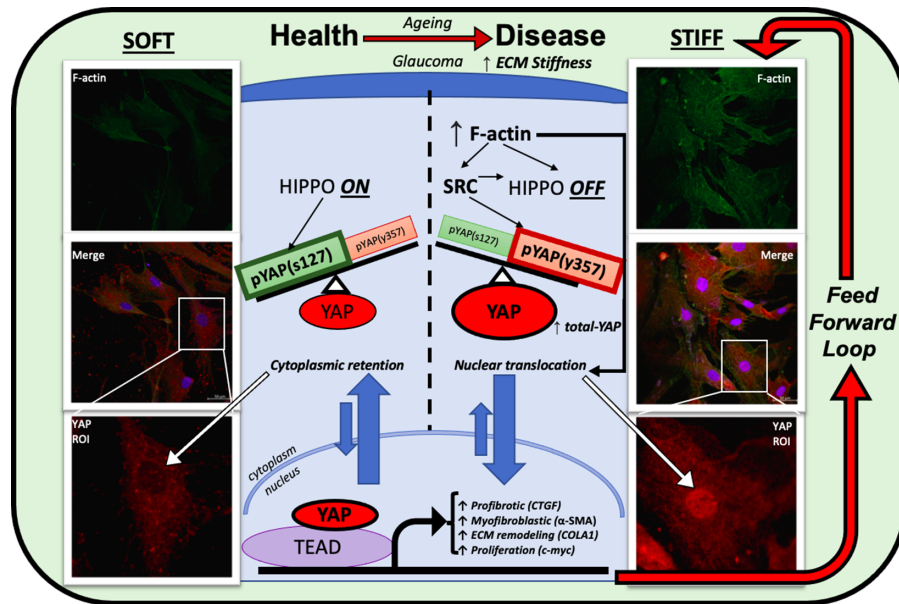 SOFT
Health
Ageing
Disease
STIFF
Glaucoma
↑ ECM Stiffness
F-actin
F-actin
↑ F-actin
HIPPO ON
SRC
HIPPO OFF
pYAP(s127)
pYAP(y357)
YAP
pYAP(s127)
pYAP(y357)
YAP
↑ total-YAP
Merge
Merge
Feed
Forward
Loop
Cytoplasmic retention
Nuclear translocation
YAP
ROI
YAP
ROI
cytoplasm
nucleus
YAP
TEAD
↑ Profibrotic (CTGF)
↑ Myofibroblastic (α-SMA)
↑ ECM remodeling (COLA1)
↑ Proliferation (c-myc)